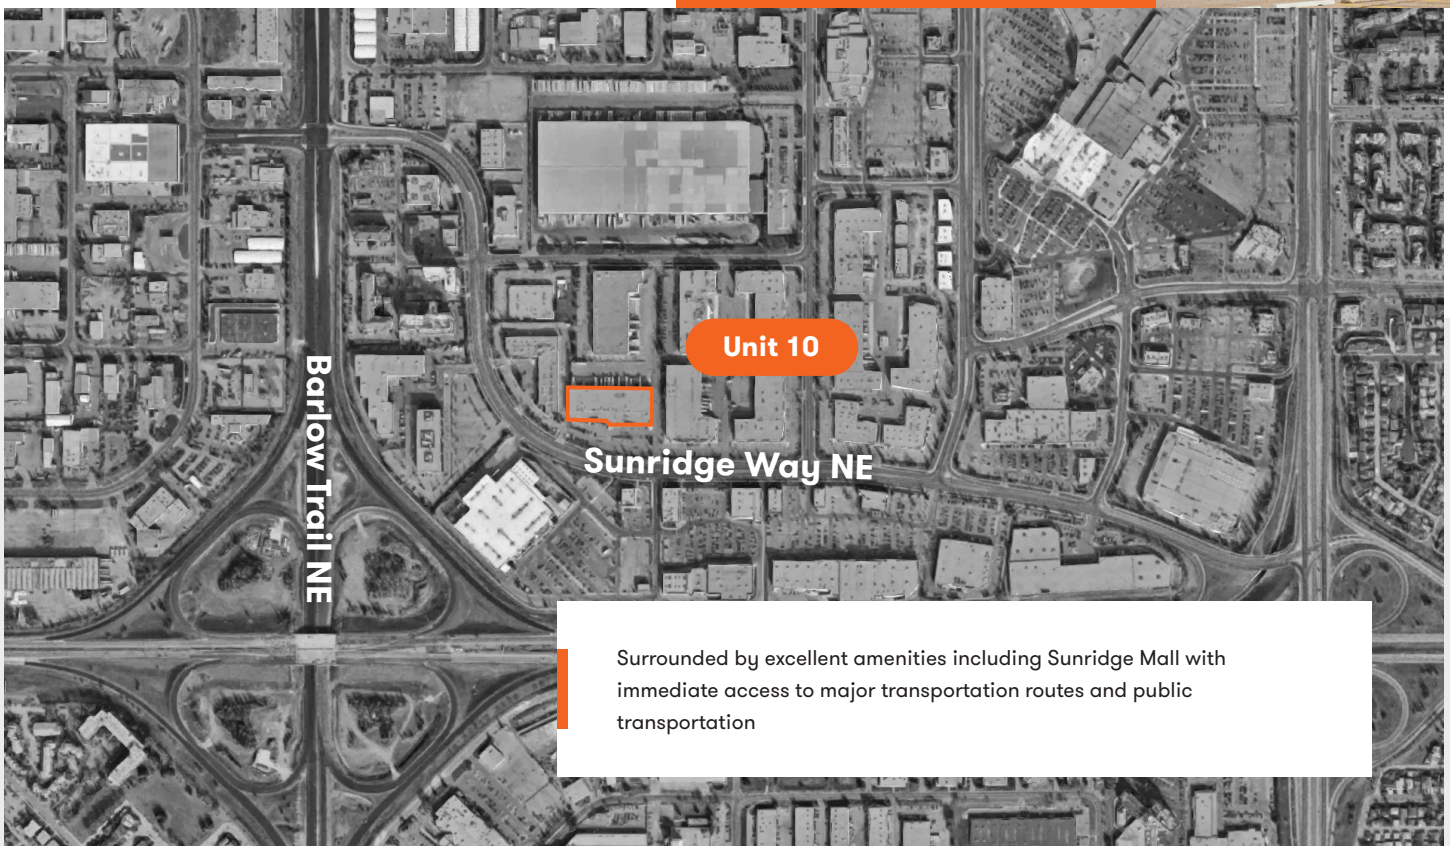 Unit 10
Barlow Trail NE
Sunridge Way NE
Surrounded by excellent amenities including Sunridge Mall with
immediate access to major transportation routes and public
transportation